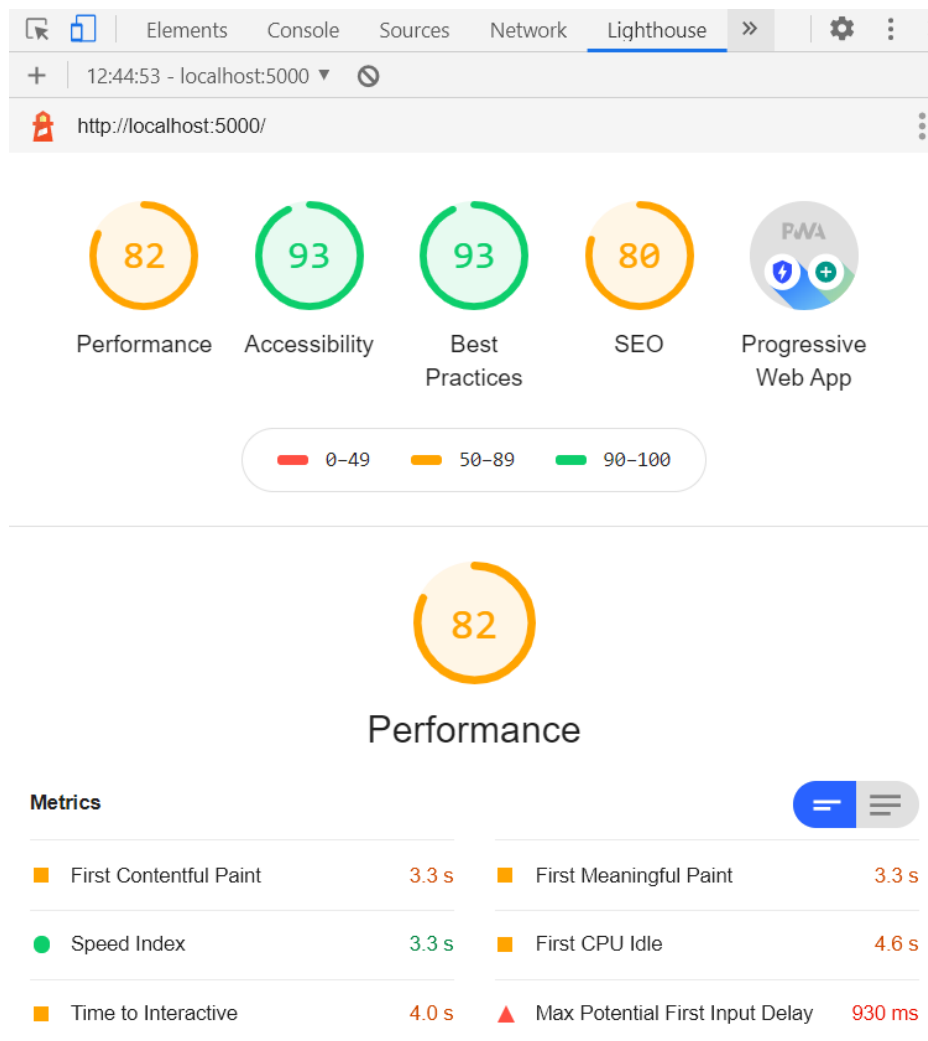 Elements Console Sources Network Lighthouse »
+ 12:44:53 - localhost:5000 ▼
http://localhost:5000/
82 93 93 80 PWA
Performance Accessibility Best Practices SEO Progressive Web App
0–49 50–89 90–100
82
Performance
Metrics
First Contentful Paint 3.3 s First Meaningful Paint 3.3 s
Speed Index 3.3 s First CPU Idle 4.6 s
Time to Interactive 4.0 s Max Potential First Input Delay 930 ms